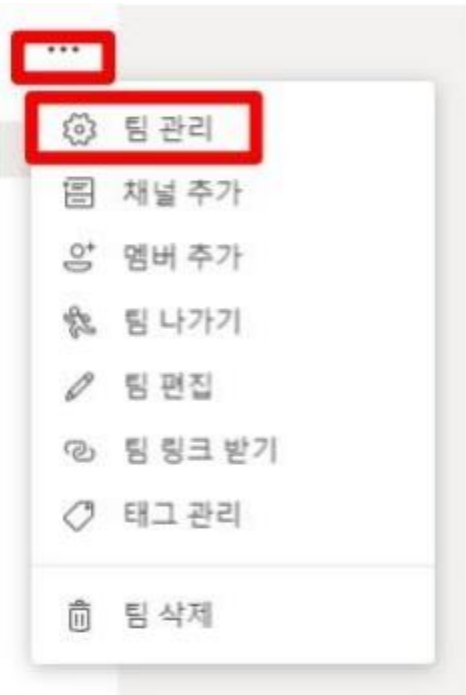 ...
팀 관리
채널 추가
멤버 추가
팀 나가기
팀 편집
팀 링크 받기
태그 관리
팀 삭제